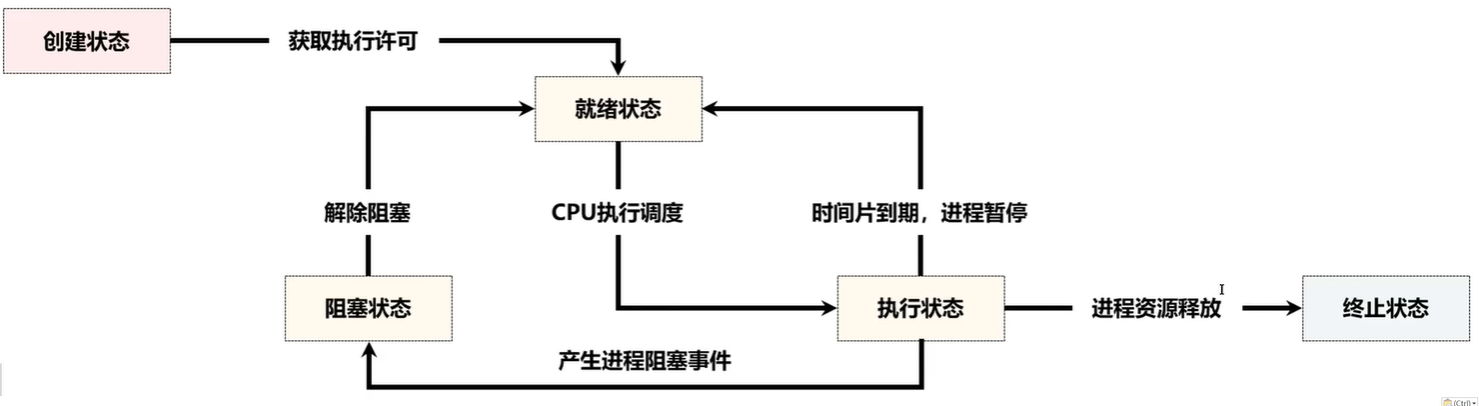 创建状态
获取执行许可
就绪状态
解除阻塞
CPU执行调度
时间片到期，进程暂停
阻塞状态
执行状态
进程资源释放
终止状态
产生进程阻塞事件
(Ctrl)